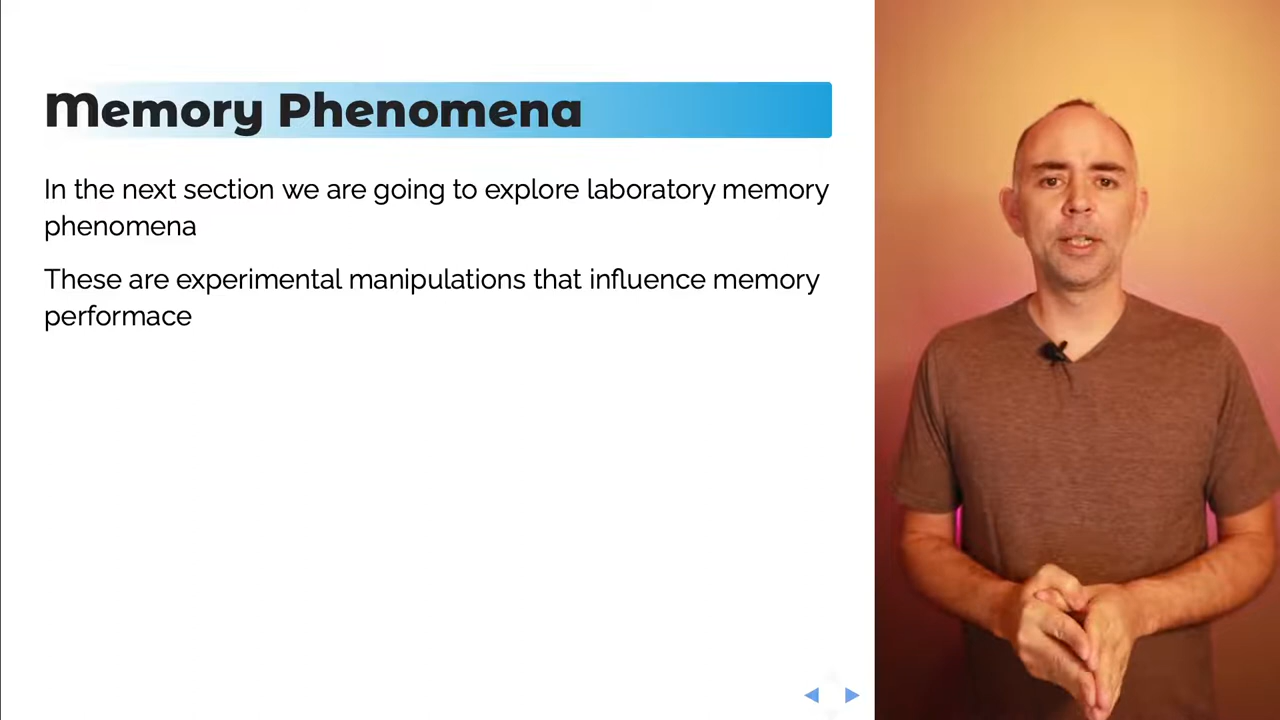 Memory Phenomena
In the next section we are going to explore laboratory memory
phenomena
These are experimental manipulations that influence memory
performace